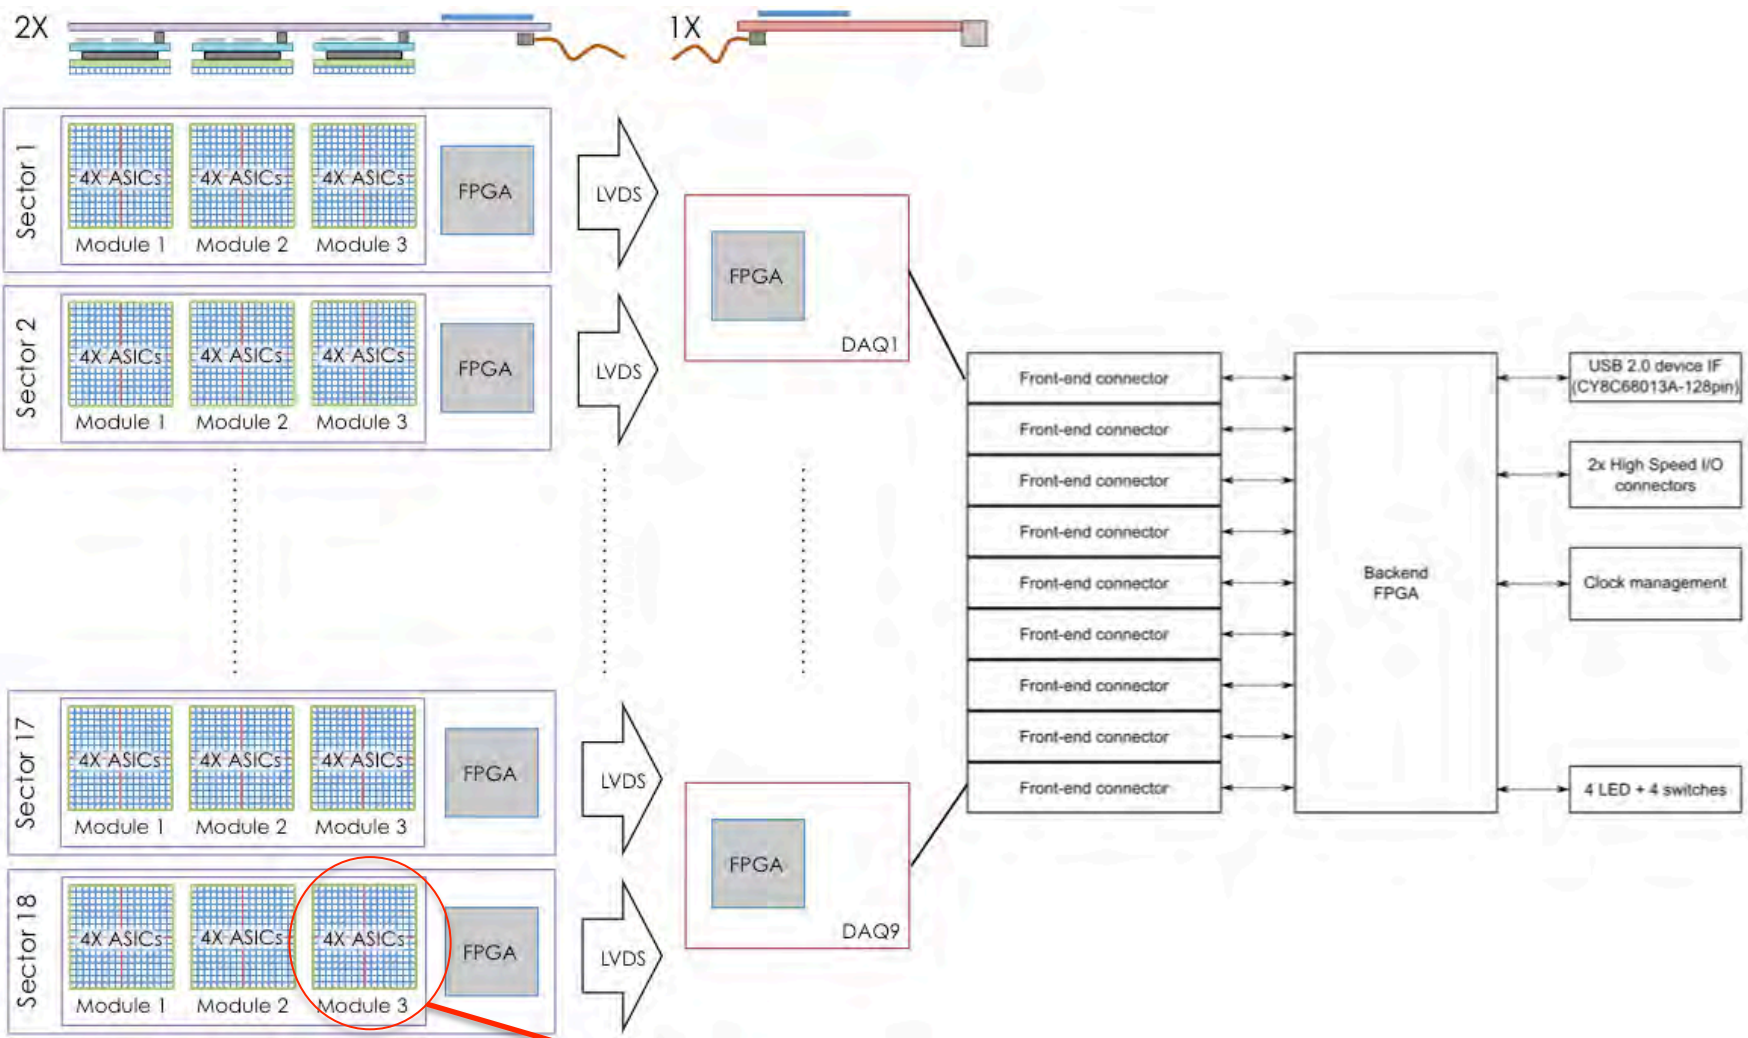 2X
1X
Sector 1
4X ASICs
4X ASICs
4X ASICs
Module 1
Module 2
Module 3
FPGA
LVDS
Sector 2
4X ASICs
4X ASICs
4X ASICs
Module 1
Module 2
Module 3
FPGA
LVDS
FPGA
DAQ1
Sector 17
4X ASICs
4X ASICs
4X ASICs
Module 1
Module 2
Module 3
FPGA
LVDS
Sector 18
4X ASICs
4X ASICs
4X ASICs
Module 1
Module 2
Module 3
FPGA
LVDS
FPGA
DAQ9
Front-end connector
Front-end connector
Front-end connector
Front-end connector
Front-end connector
Front-end connector
Front-end connector
Front-end connector
Front-end connector
Backend
FPGA
USB 2.0 device IF
(CY8C68013A-128pin)
2x High Speed I/O
connectors
Clock management
4 LED + 4 switches